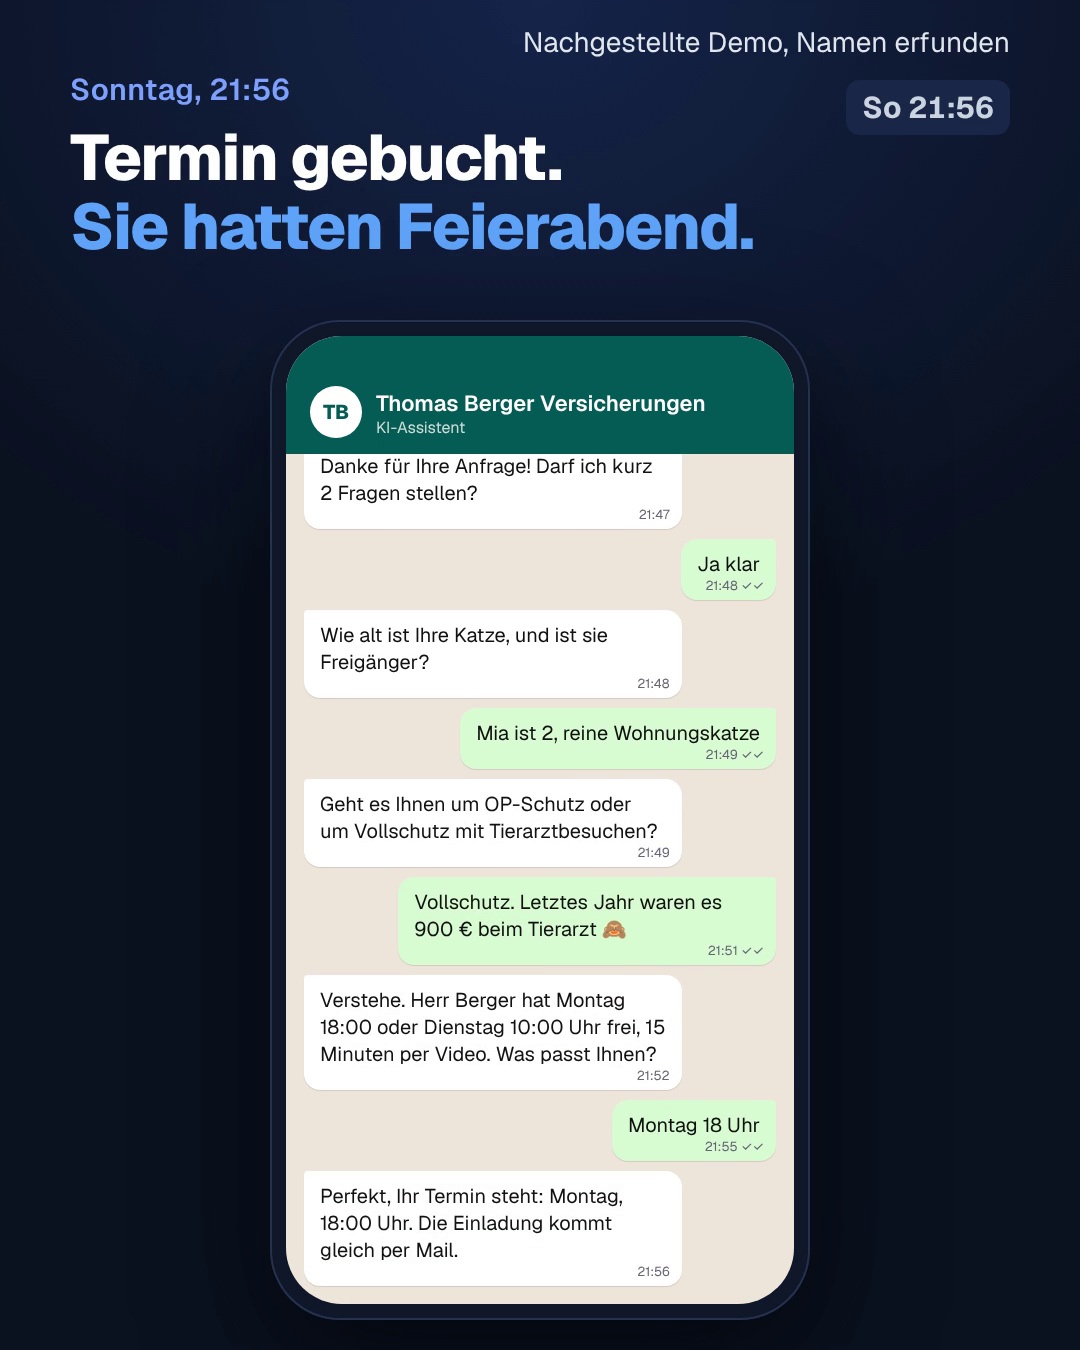 Nachgestellte Demo, Namen erfunden
Sonntag, 21:56
So 21:56
Termin gebucht.
Sie hatten Feierabend.
TB
Thomas Berger Versicherungen
KI-Assistent
Danke für Ihre Anfrage! Darf ich kurz
2 Fragen stellen?
21:47
Ja klar
21:48
Wie alt ist Ihre Katze, und ist sie
Freigänger?
21:48
Mia ist 2, reine Wohnungskatze
21:49
Geht es Ihnen um OP-Schutz oder
um Vollschutz mit Tierarztbesuchen?
21:49
Vollschutz. Letztes Jahr waren es
900 € beim Tierarzt 🙈
21:51
Verstehe. Herr Berger hat Montag
18:00 oder Dienstag 10:00 Uhr frei, 15
Minuten per Video. Was passt Ihnen?
21:52
Montag 18 Uhr
21:55
Perfekt, Ihr Termin steht: Montag,
18:00 Uhr. Die Einladung kommt
gleich per Mail.
21:56